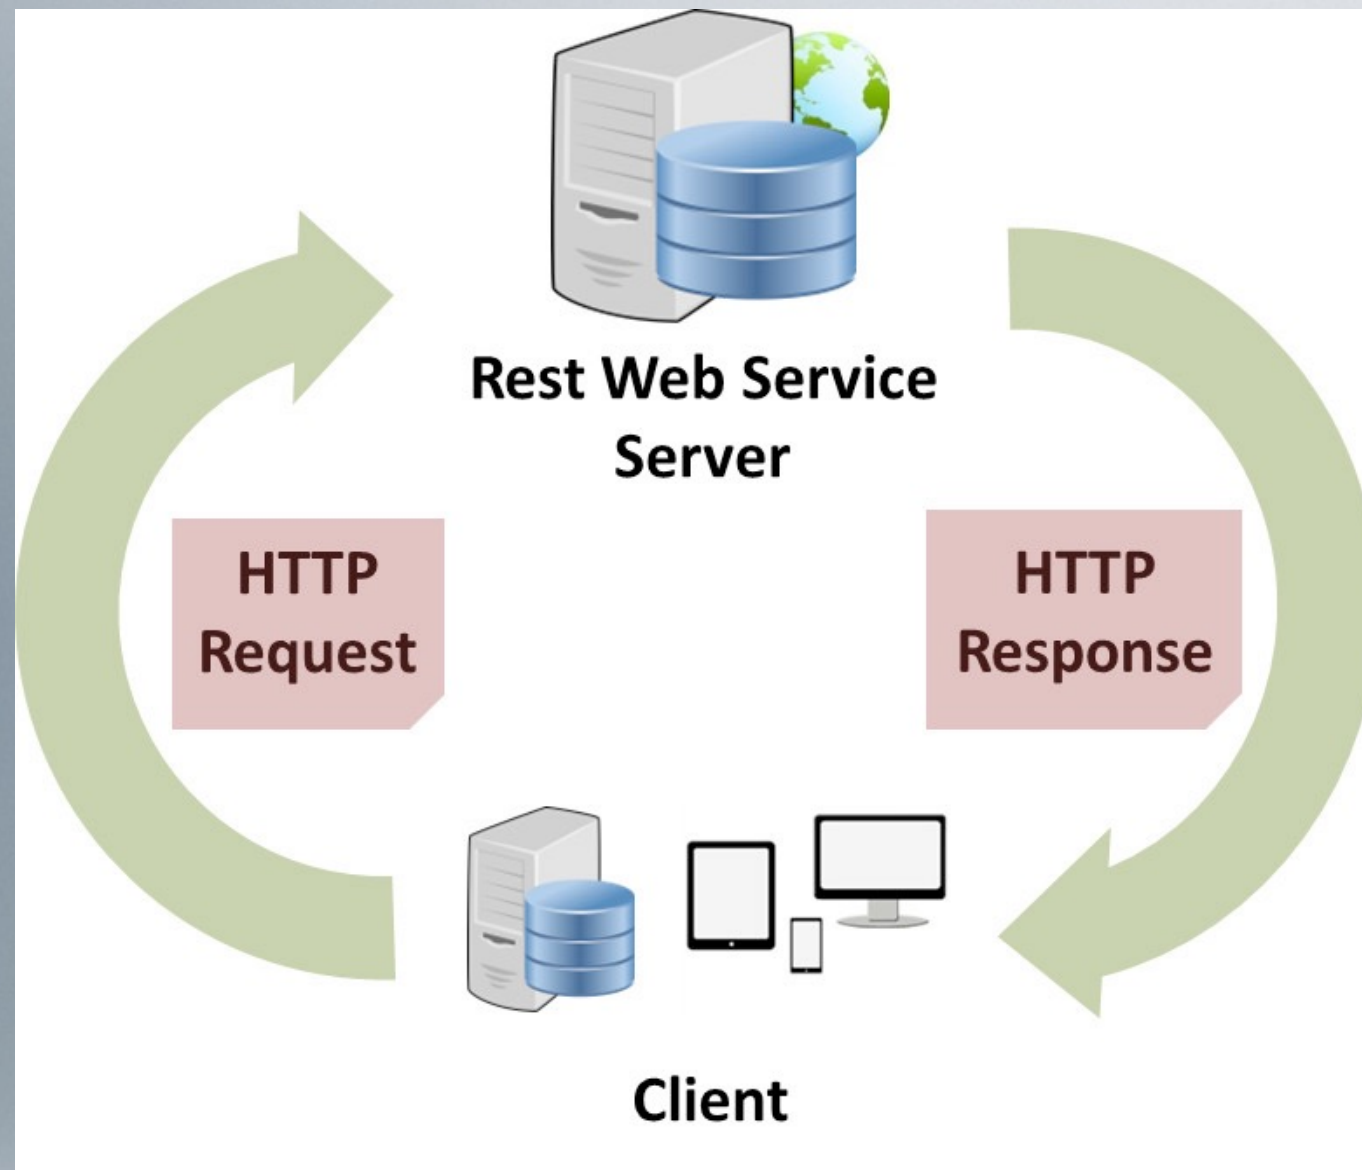 Rest Web Service
Server
HTTP
Request
HTTP
Response
Client